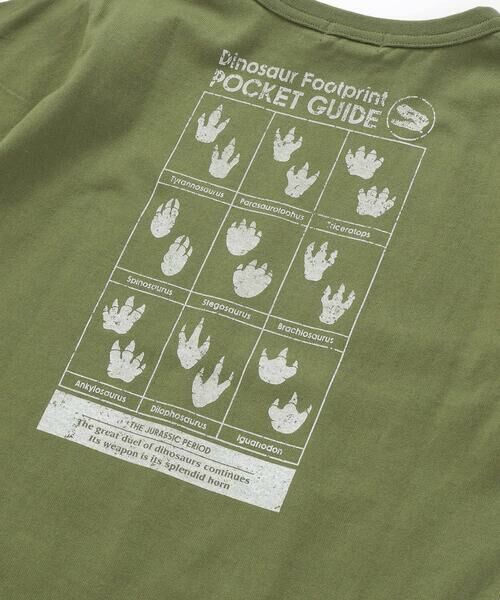 Dinosaur Footprint
POCKET GUIDE
Tyrannosaurus
Parasaurolophus
Triceratops
Spinosaurus
Stegosaurus
Brachiosaurus
Ankylosaurus
Dilophosaurus
Iguanodon
THE JURASSIC PERIOD
The great duel of dinosaurs continues
Its weapon is its splendid horn